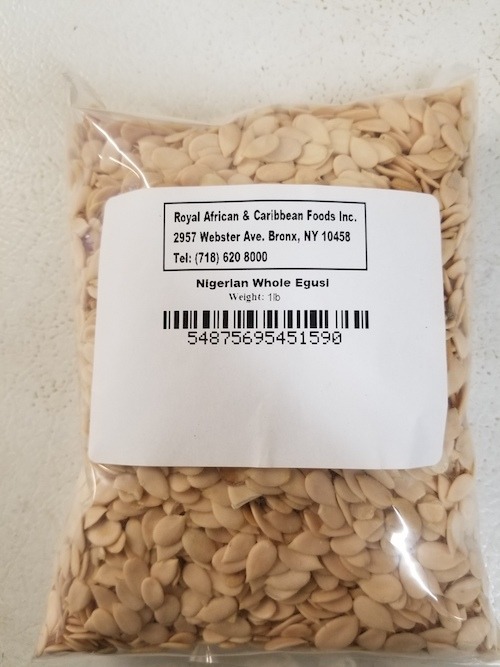 Royal African & Caribbean Foods Inc.
2957 Webster Ave. Bronx, NY 10458
Tel: (718) 620 8000
Nigerian Whole Egusi
Weight: 1lb
54875695451590